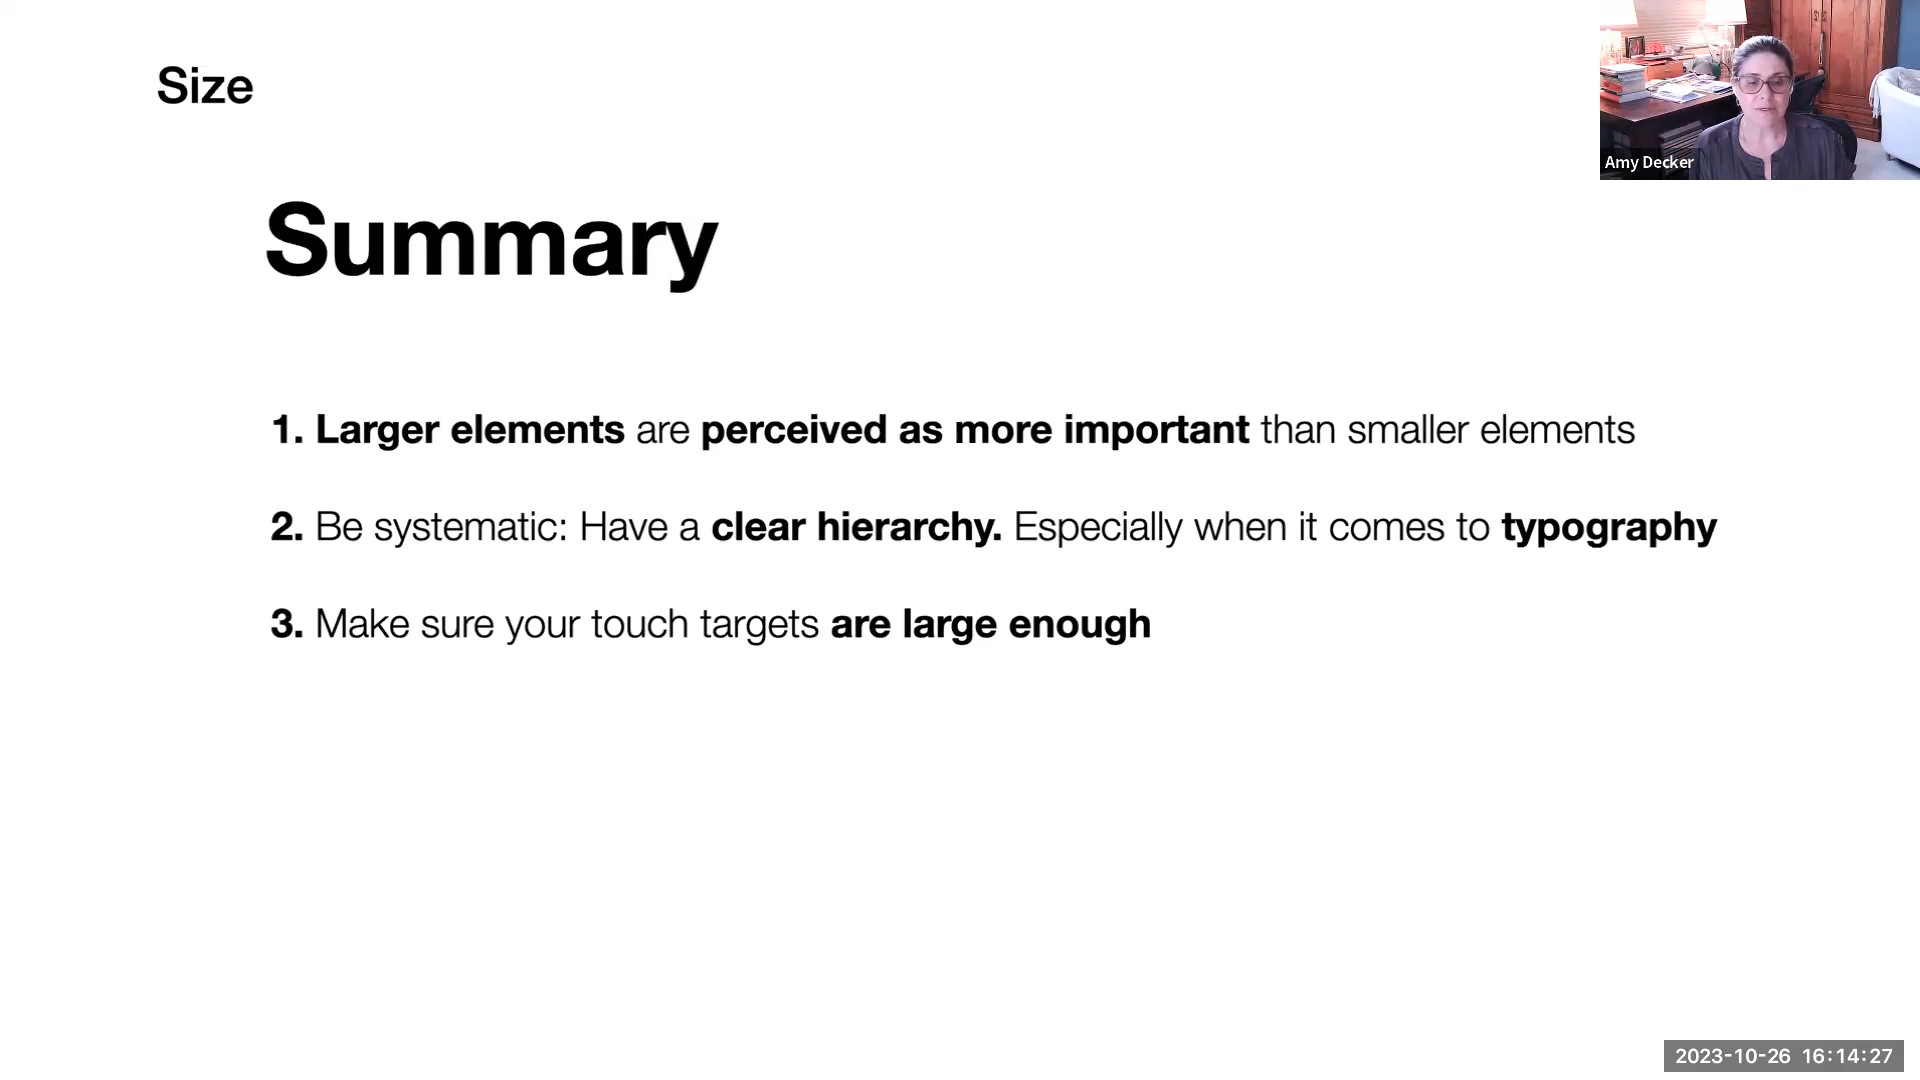 Size
Amy Decker
Summary
1. Larger elements are perceived as more important than smaller elements
2. Be systematic: Have a clear hierarchy. Especially when it comes to typography
3. Make sure your touch targets are large enough
2023-10-26 16:14:27